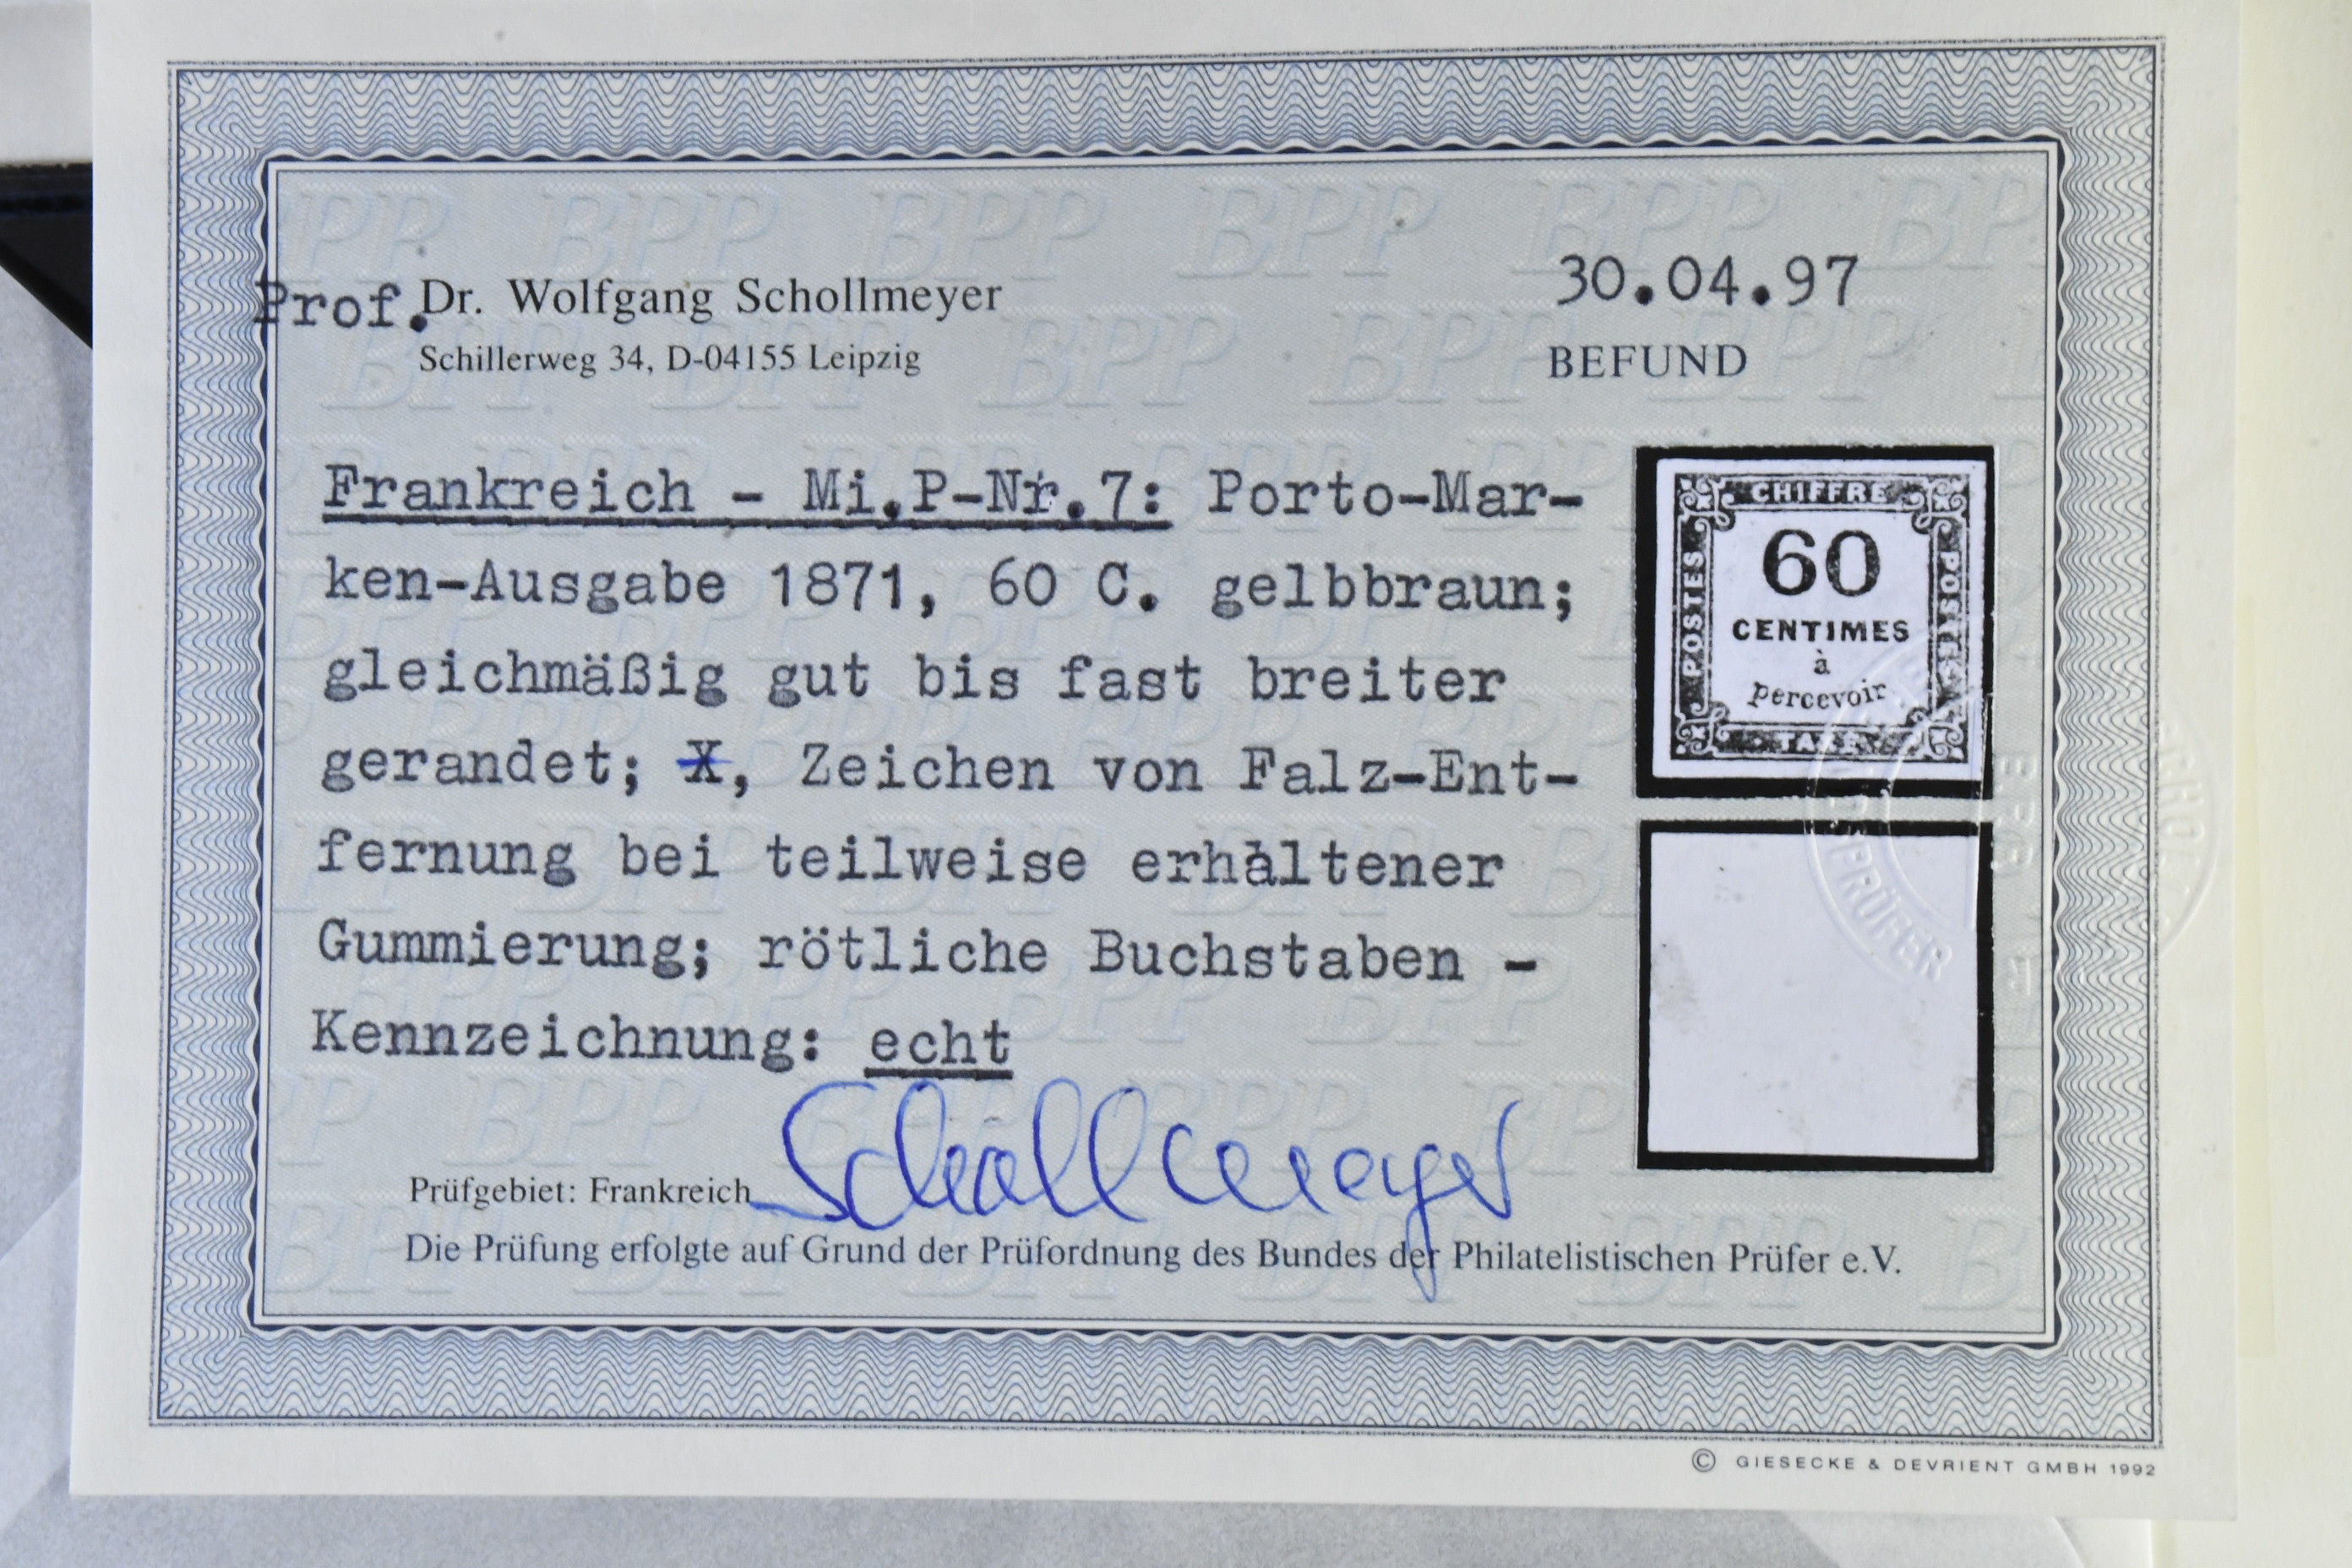 30.04.97
Prof. Dr. Wolfgang Schollmeyer
Schillerweg 34, D-04155 Leipzig
BEFUND
Frankreich - Mi.P-Nr.7: Porto-Mar-
ken-Ausgabe 1871, 60 C. gelbbraun;
gleichmäßig gut bis fast breiter
gerandet; X, Zeichen von Falz-Ent-
fernung bei teilweise erhaltener
Gummierung; rötliche Buchstaben -
Kennzeichnung: echt
CHIFFRE
POSTES
60
CENTIMES
à
percevoir
POSTES
TAXE
Schollmeyer
Prüfgebiet: Frankreich
Die Prüfung erfolgte auf Grund der Prüfordnung des Bundes der Philatelistischen Prüfer e.V.
© GIESECKE & DEVRIENT GMBH 1992
BPP
PRÜFER